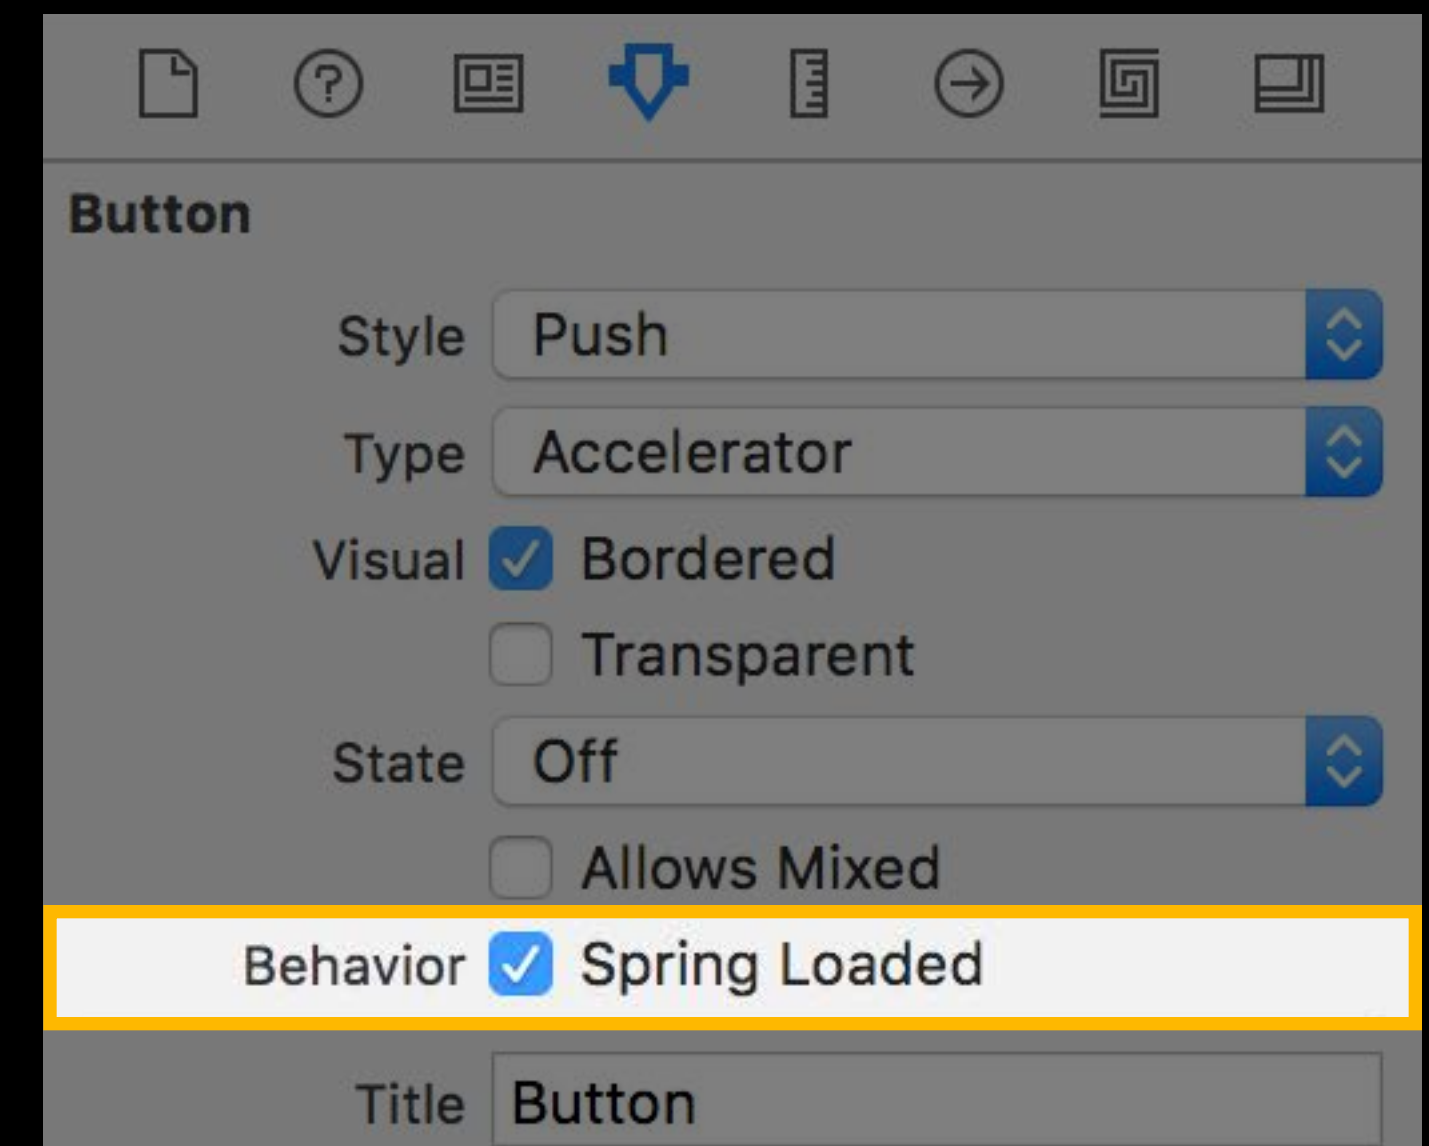 Button
Style Push
Type Accelerator
Visual Bordered
Transparent
State Off
Allows Mixed
Behavior Spring Loaded
Title Button